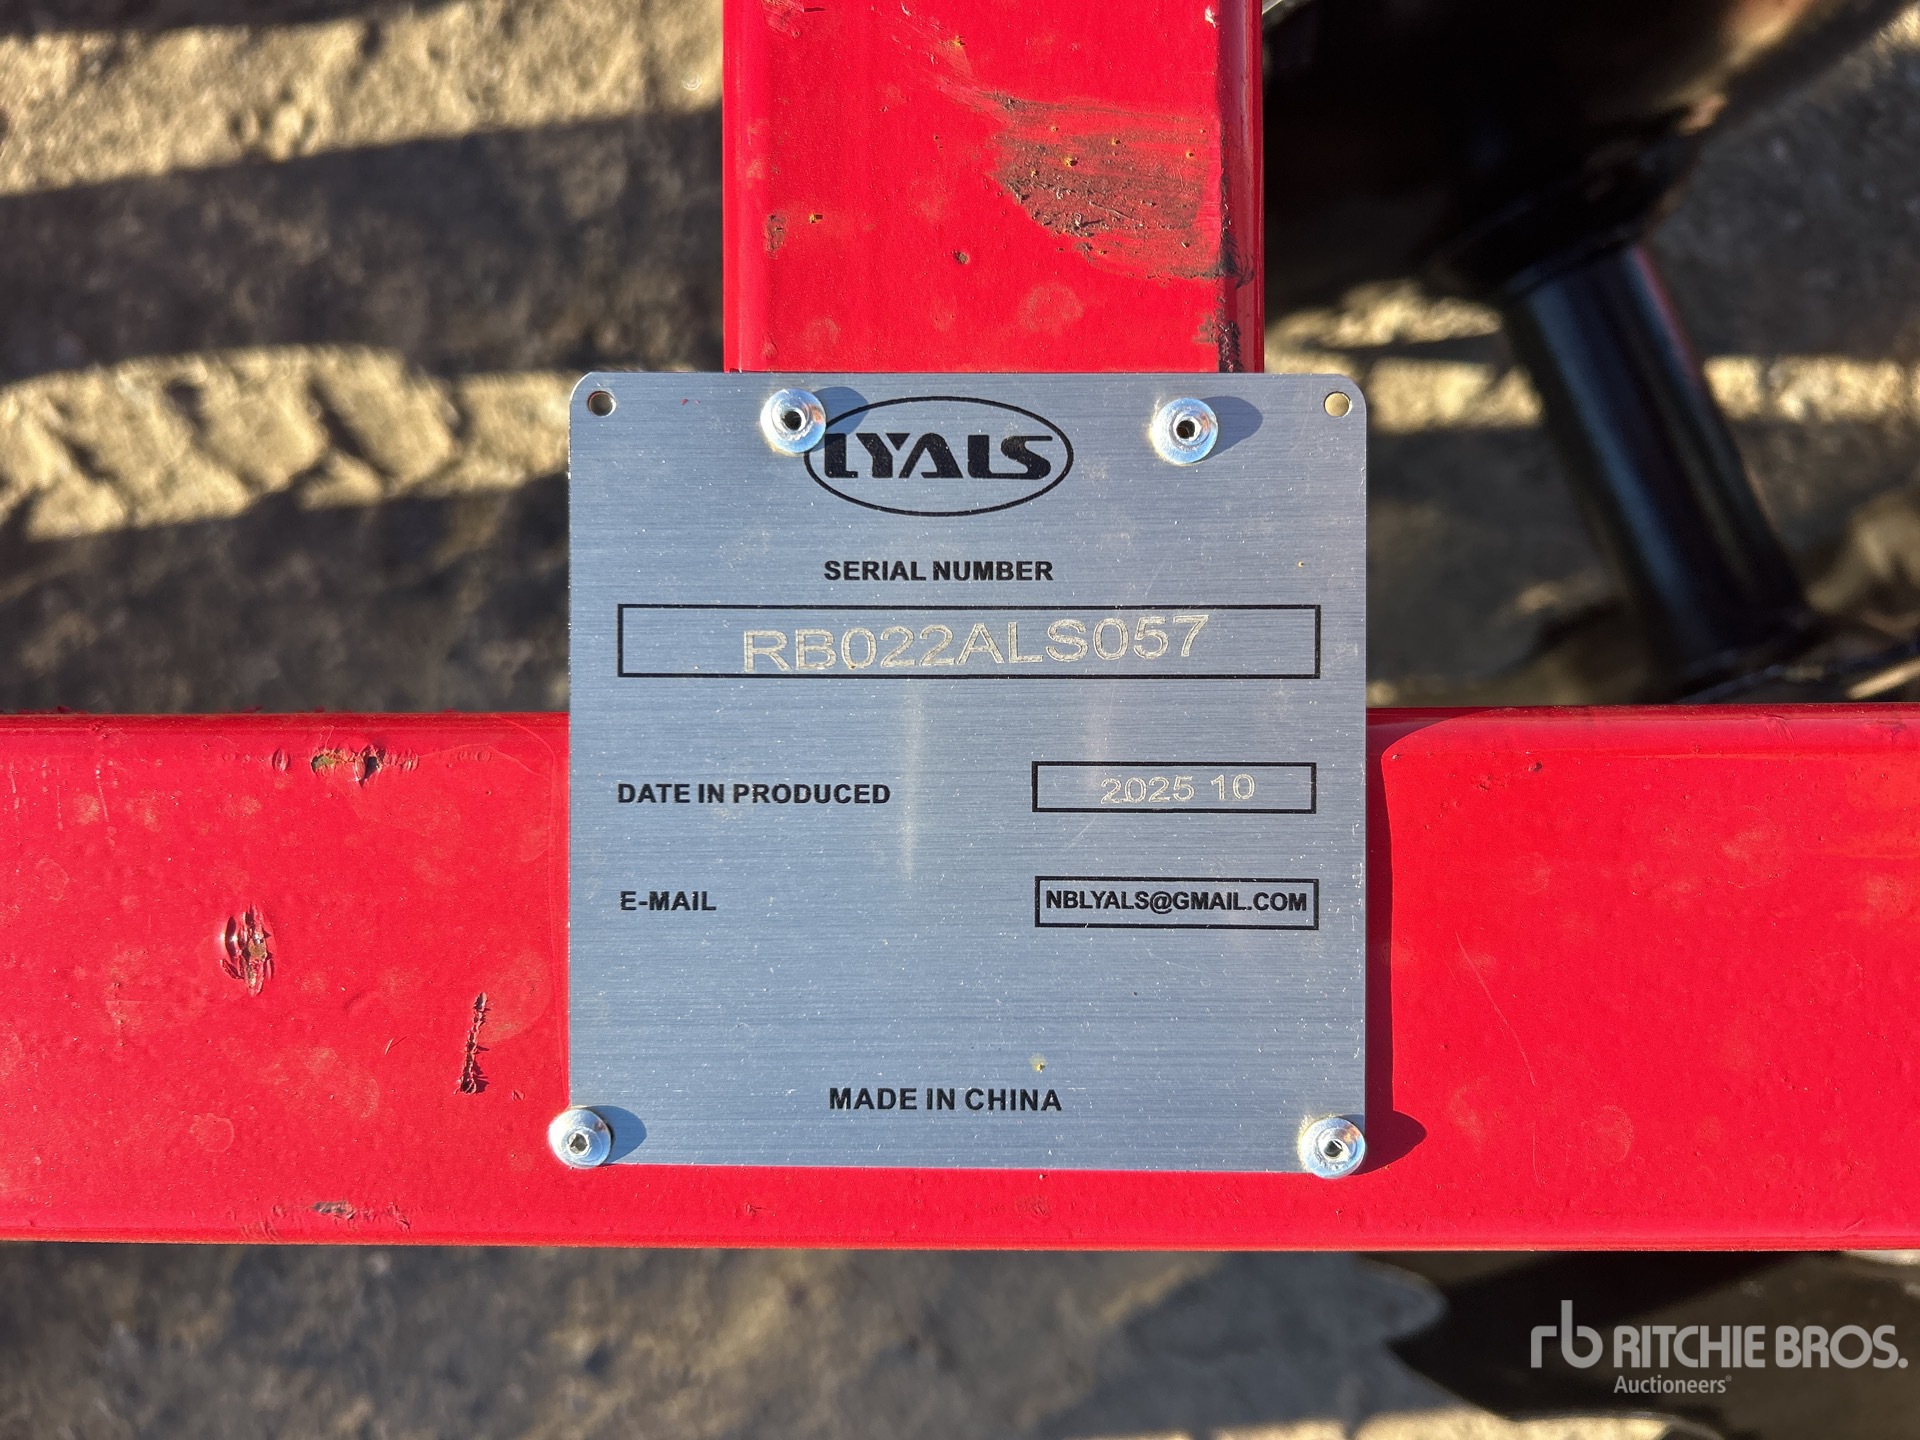 LYALS
SERIAL NUMBER
RB022ALS057
DATE IN PRODUCED
2025 10
E-MAIL
NBLYALS@GMAIL.COM
MADE IN CHINA
rb RITCHIE BROS.
Auctioneers®